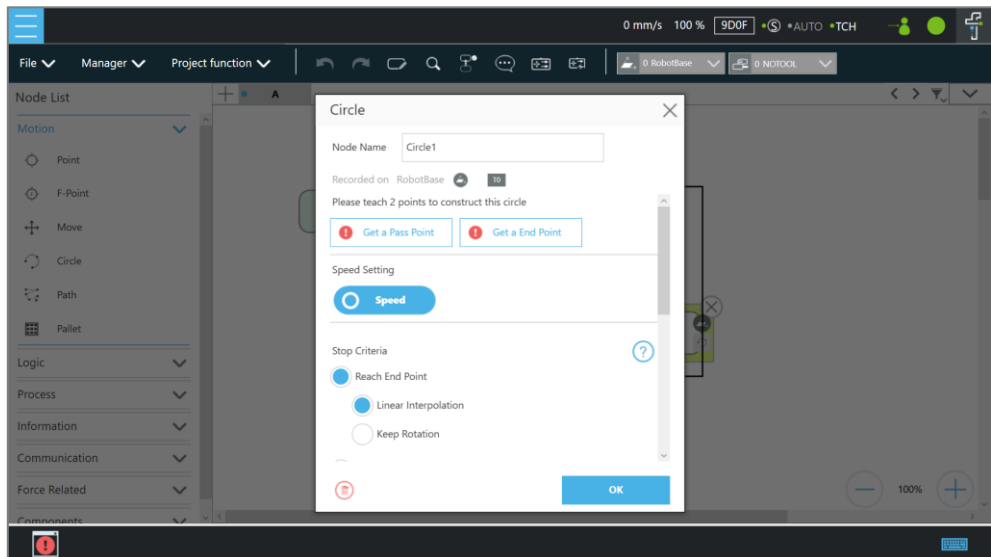 0 mm/s 100 % 9D0F S AUTO TCH
File Manager Project function 0 RobotBase 0 NOTOOL
Node List
A
Motion
Point
F-Point
Move
Circle
Path
Pallet
Logic
Process
Information
Communication
Force Related
Components
Circle
Node Name Circle1
Recorded on RobotBase T0
Please teach 2 points to construct this circle
Get a Pass Point Get a End Point
Speed Setting
Speed
Stop Criteria ?
Reach End Point
Linear Interpolation
Keep Rotation
OK
100%